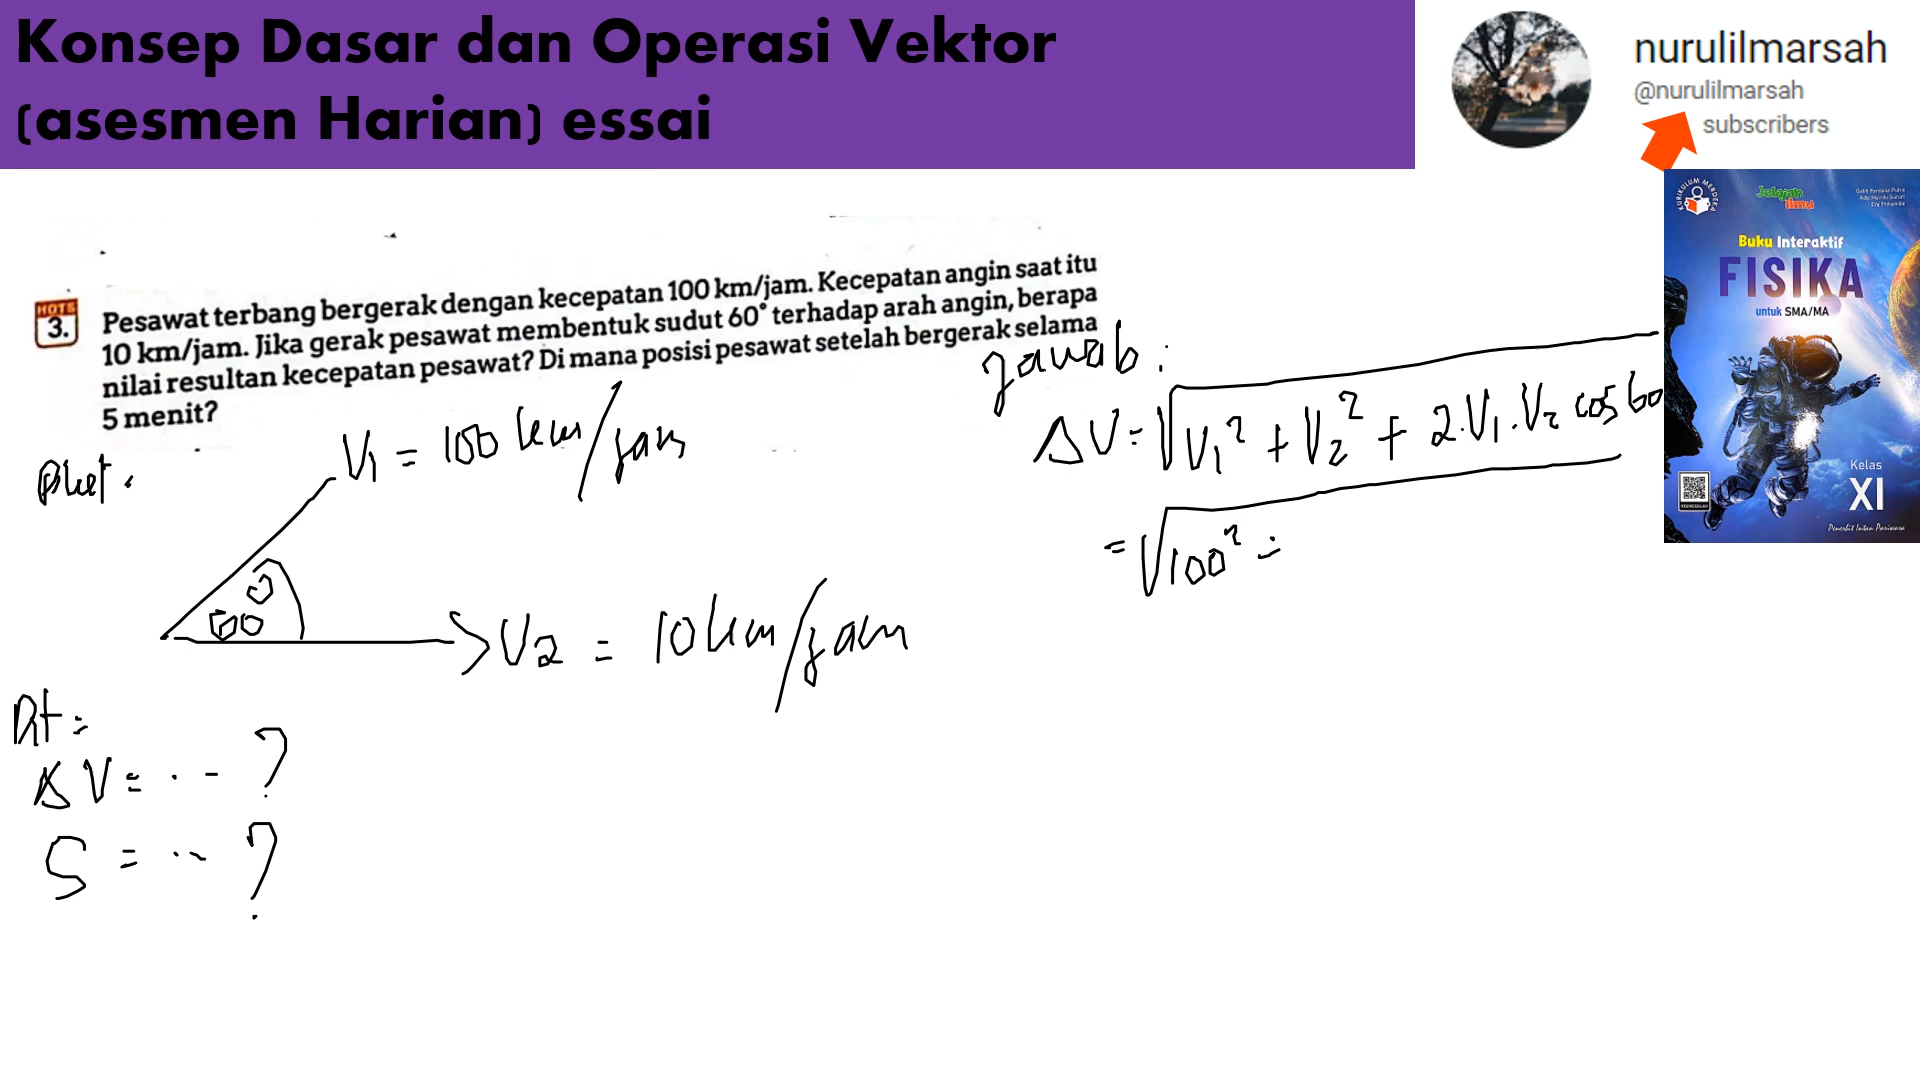 Konsep Dasar dan Operasi Vektor
(asesmen Harian) essai
nurulilmarsah
@nurulilmarsah
subscribers
KURIKULUM MERDEKA
Jelajah
Ilmu
Buku Interaktif
FISIKA
untuk SMA/MA
Kelas
XI
HOTS
3.
Pesawat terbang bergerak dengan kecepatan 100 km/jam. Kecepatan angin saat itu
10 km/jam. Jika gerak pesawat membentuk sudut 60° terhadap arah angin, berapa
nilai resultan kecepatan pesawat? Di mana posisi pesawat setelah bergerak selama
5 menit?
V₁ = 100 km/jam
V₂ = 10 km/jam
Dt =
ΔV = ... ?
S = ... ?
Jawab :
ΔV = √V₁² + V₂² + 2.V₁.V₂ cos 60
= √100² =